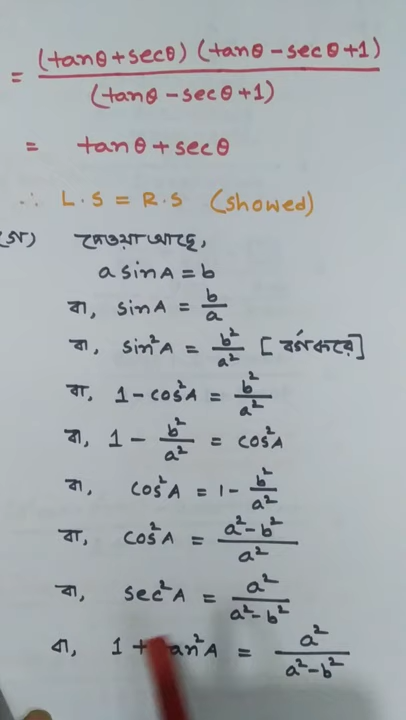 = (tanθ+secθ) (tanθ-secθ+1) / (tanθ-secθ+1)
= tanθ+secθ
∴ L.S = R.S (showed)
(গ) দেওয়া আছে,
a sinA = b
বা, sinA = b/a
বা, sin²A = b²/a² [বর্গ করে]
বা, 1-cos²A = b²/a²
বা, 1 - b²/a² = cos²A
বা, cos²A = 1 - b²/a²
বা, cos²A = a²-b² / a²
বা, sec²A = a² / a²-b²
বা, 1 + tan²A = a² / a²-b²